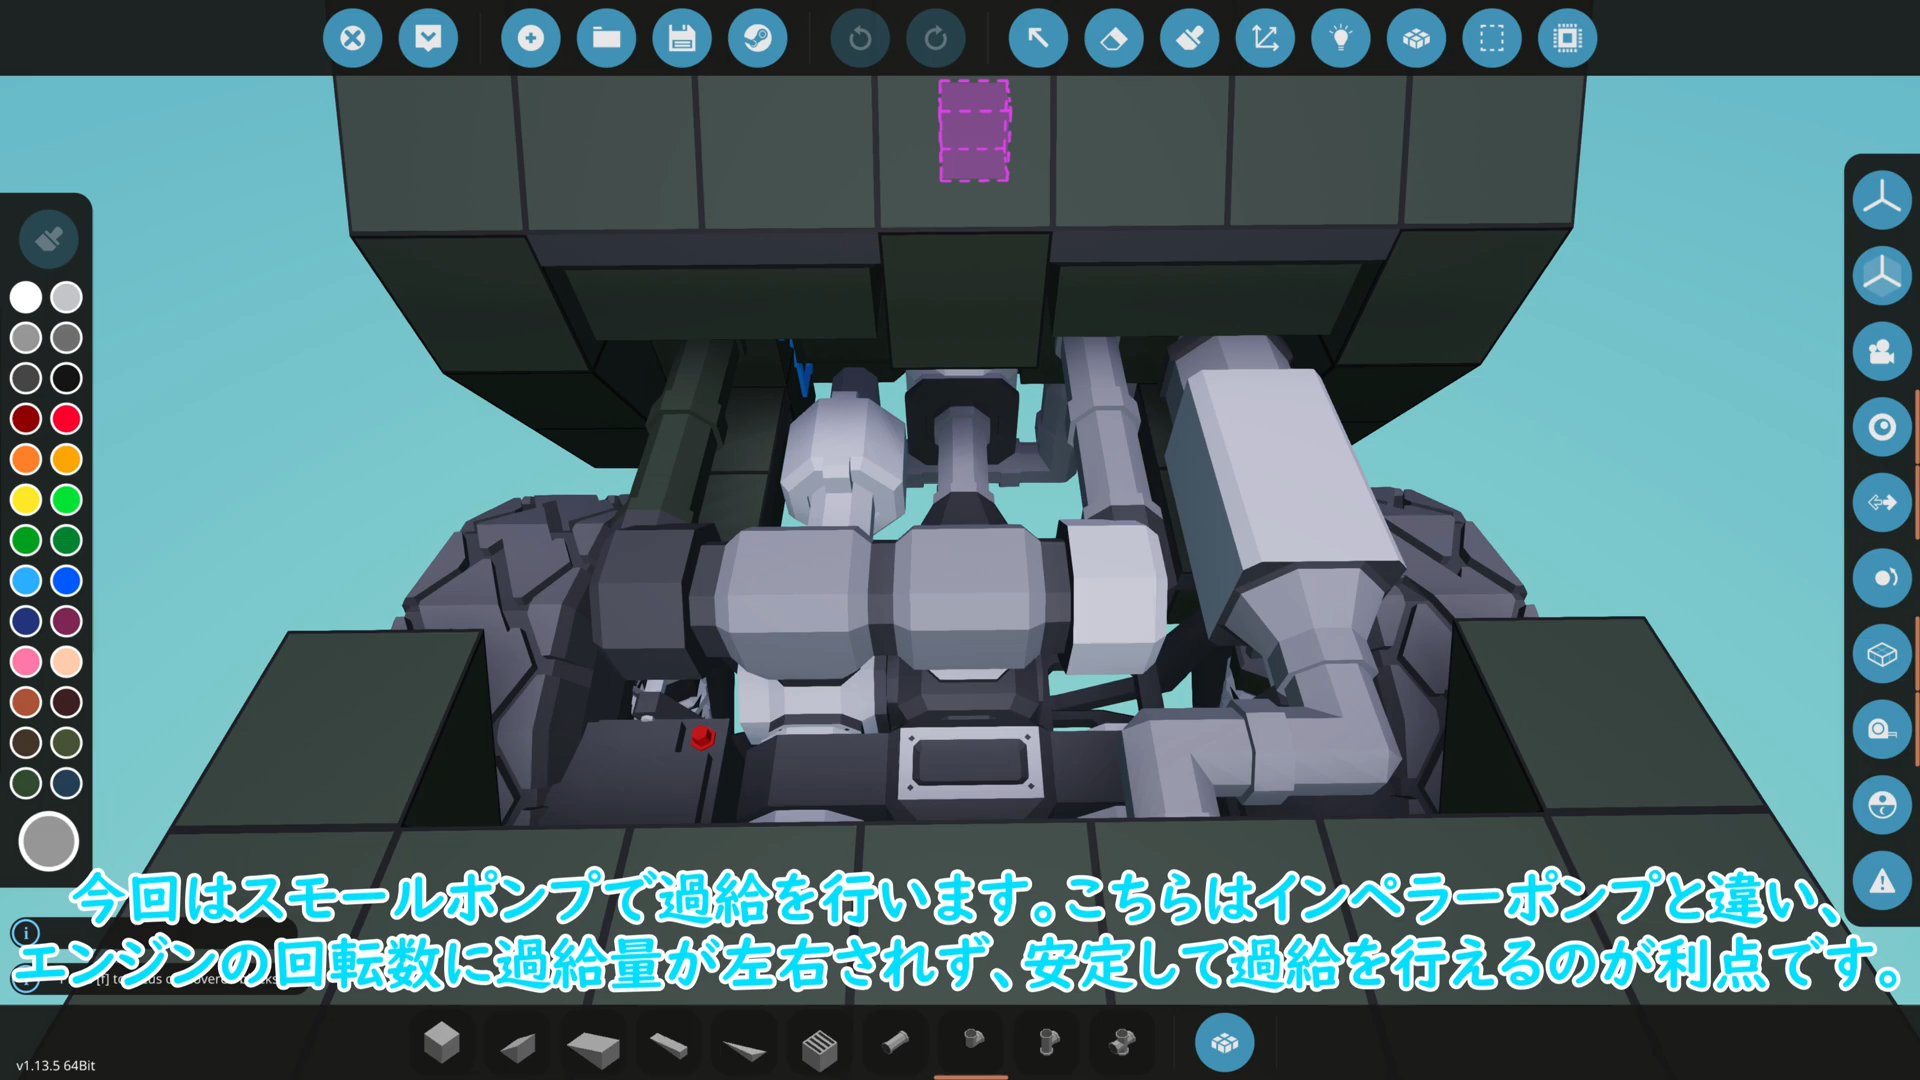 今回はスモールポンプで過給を行います。こちらはインペラーポンプと違い、
エンジンの回転数に過給量が左右されず、安定して過給を行えるのが利点です。
v1.13.5 64Bit